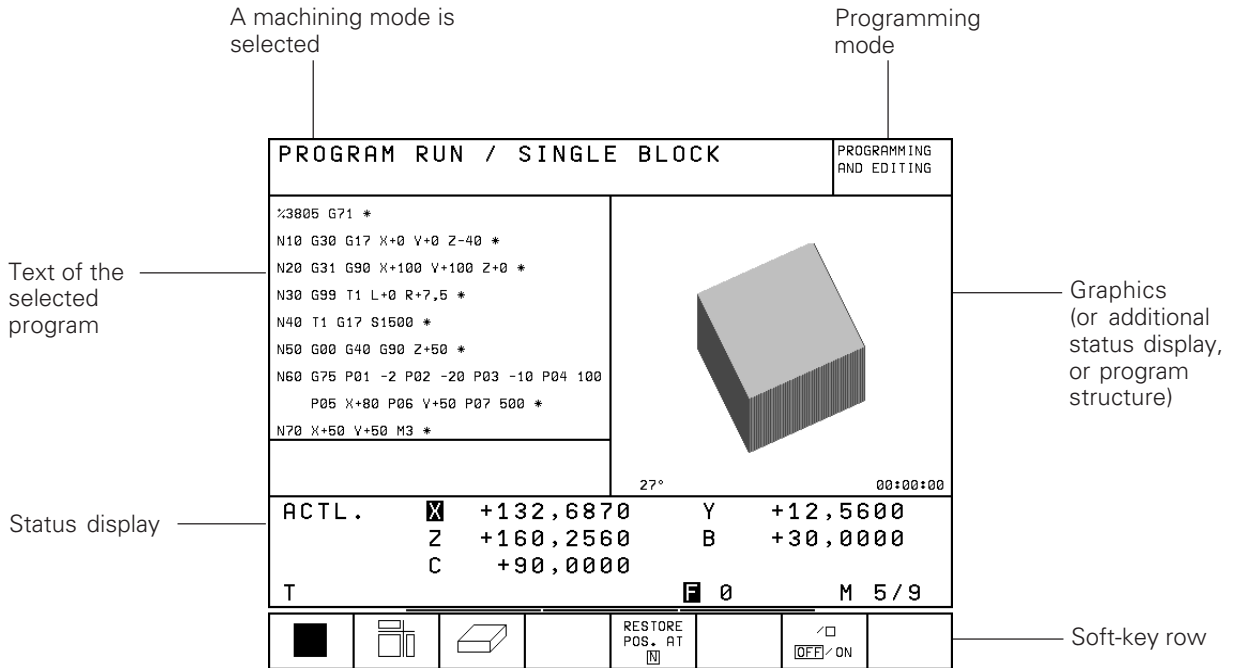 A machining mode is
selected
Programming
mode
PROGRAM RUN / SINGLE BLOCK
PROGRAMMING
AND EDITING
%3805 G71 *
N10 G30 G17 X+0 Y+0 Z-40 *
N20 G31 G90 X+100 Y+100 Z+0 *
N30 G99 T1 L+0 R+7,5 *
N40 T1 G17 S1500 *
N50 G00 G40 G90 Z+50 *
N60 G75 P01 -2 P02 -20 P03 -10 P04 100
P05 X+80 P06 Y+50 P07 500 *
N70 X+50 Y+50 M3 *
Text of the
selected
program
Graphics
(or additional
status display,
or program
structure)
27° 00:00:00
Status display
ACTL. X +132,6870 Y +12,5600
Z +160,2560 B +30,0000
C +90,0000
T F 0 M 5/9
RESTORE
POS. AT
N
OFF / ON
Soft-key row